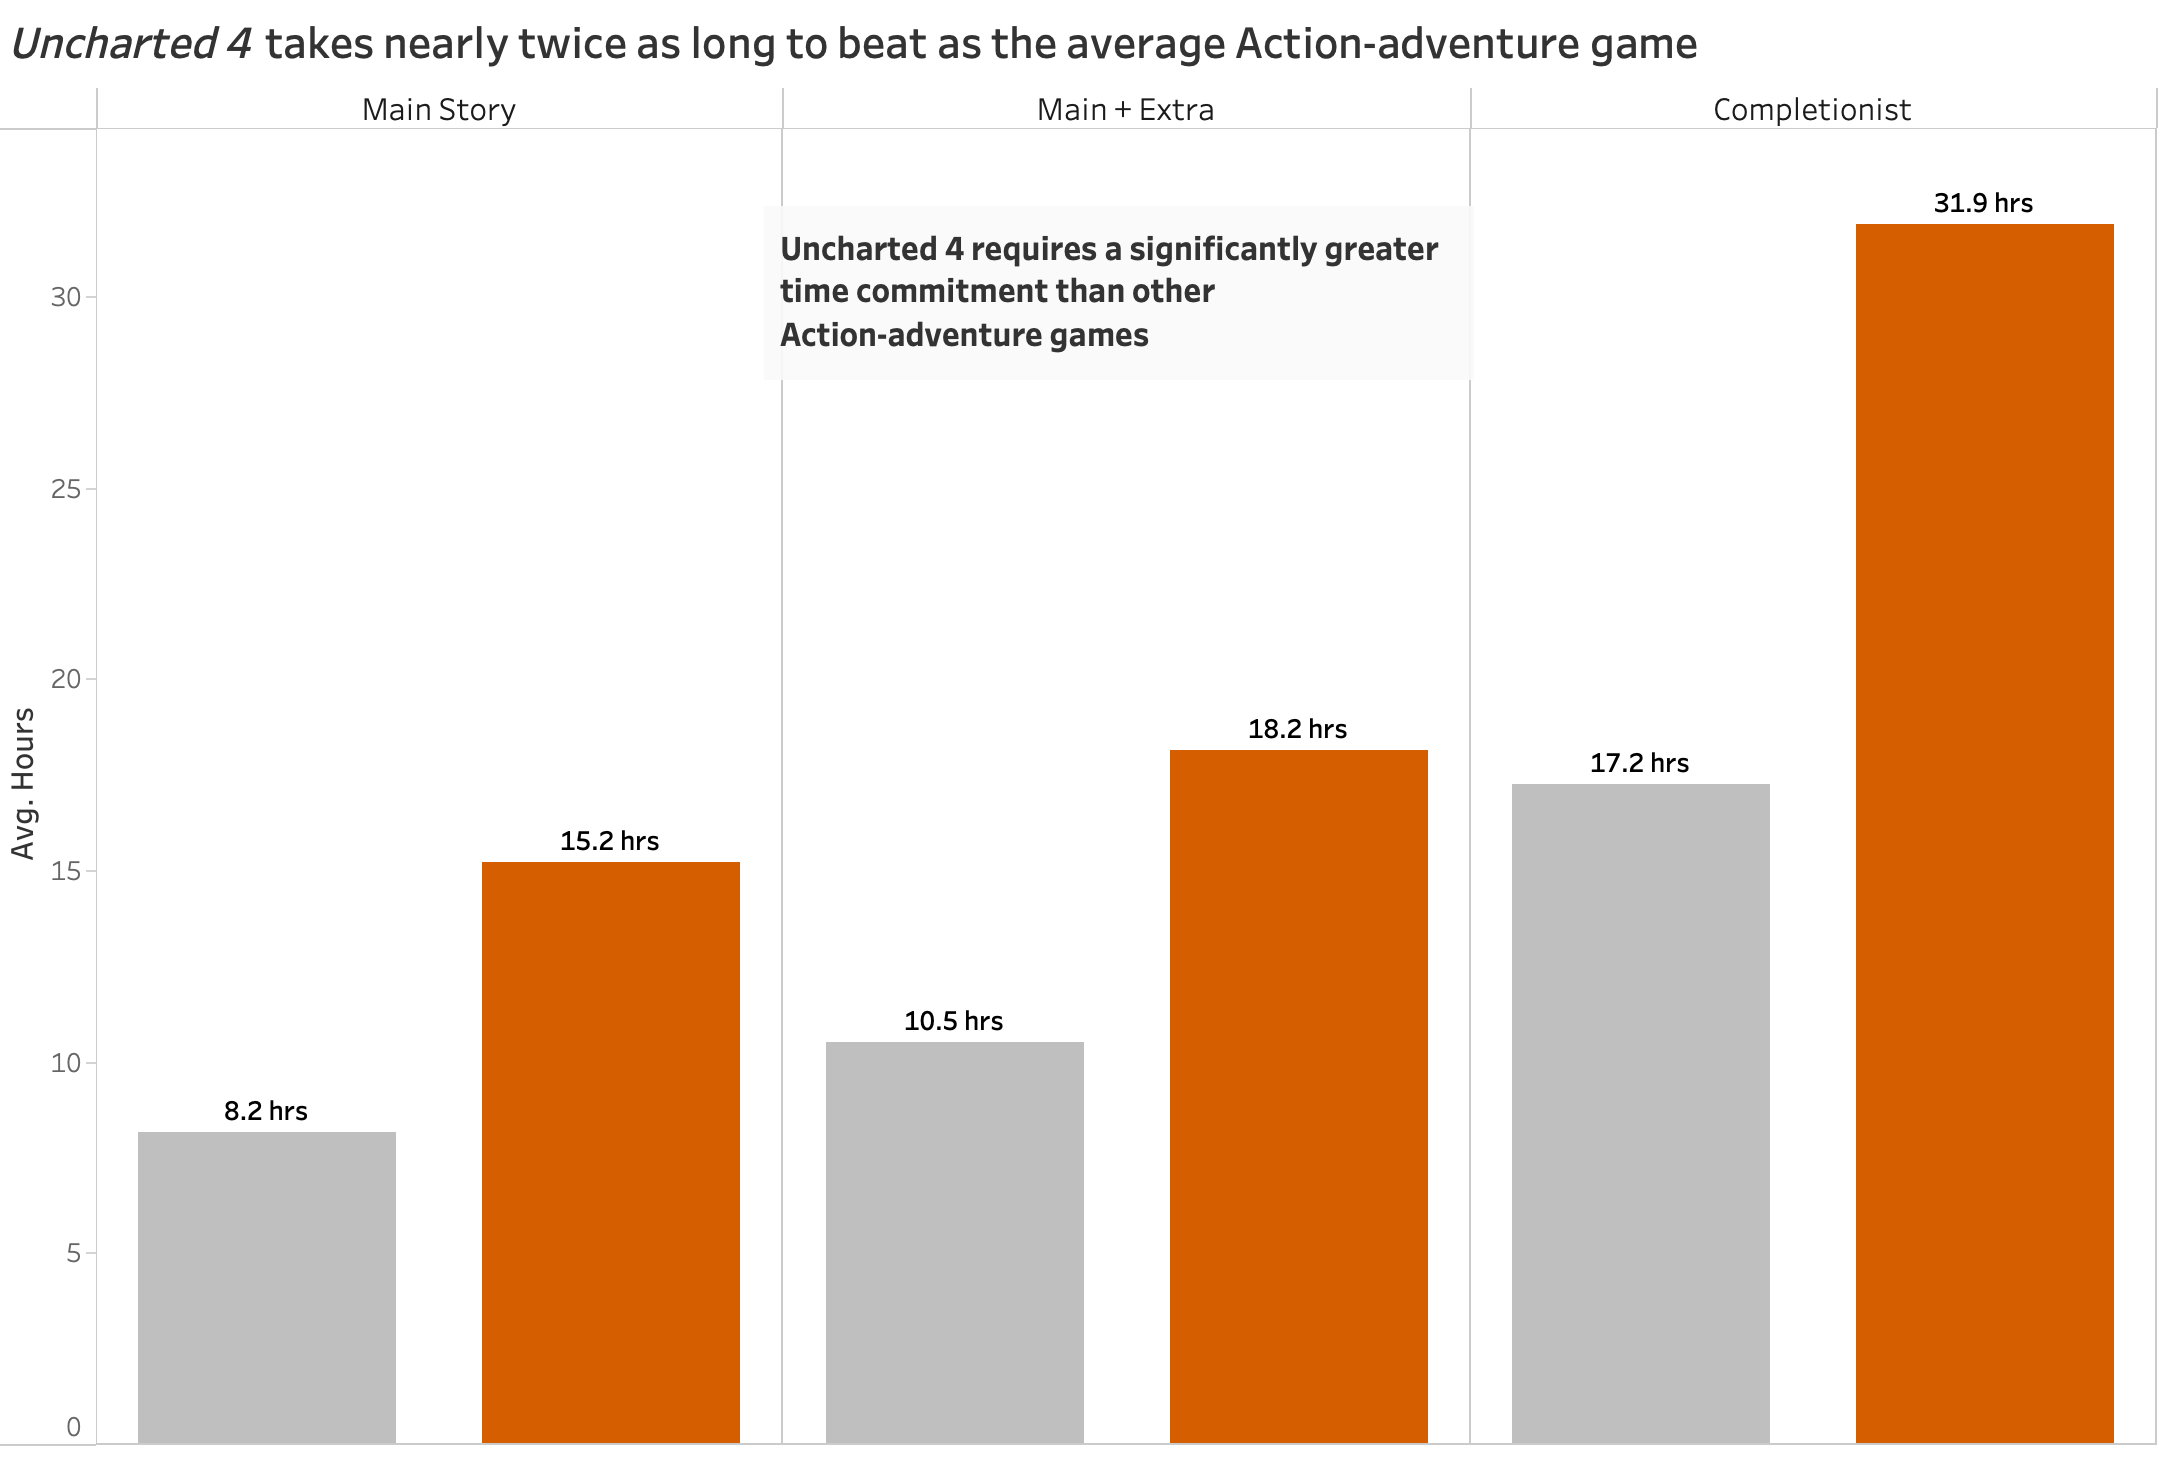 Uncharted 4 takes nearly twice as long to beat as the average Action-adventure game
Main Story
Main + Extra
Completionist
Uncharted 4 requires a significantly greater
time commitment than other
Action-adventure games
Avg. Hours
30
25
20
15
10
5
0
8.2 hrs
15.2 hrs
10.5 hrs
18.2 hrs
17.2 hrs
31.9 hrs